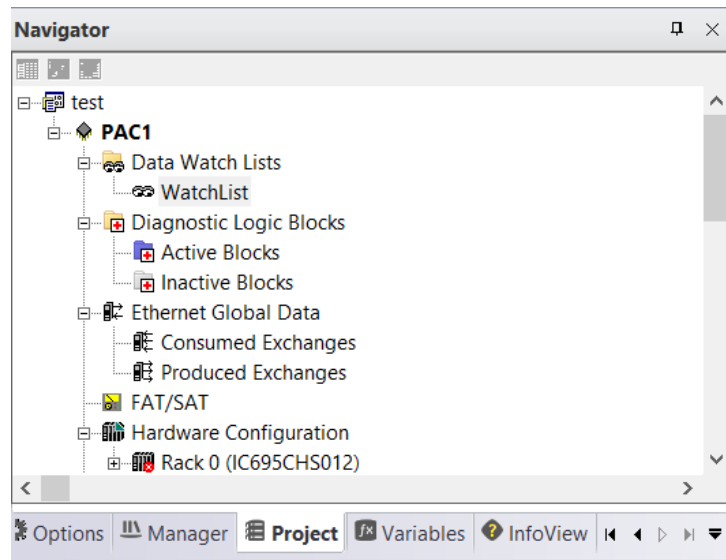 Navigator
test
PAC1
Data Watch Lists
WatchList
Diagnostic Logic Blocks
Active Blocks
Inactive Blocks
Ethernet Global Data
Consumed Exchanges
Produced Exchanges
FAT/SAT
Hardware Configuration
Rack 0 (IC695CHS012)
Options Manager Project Variables InfoView